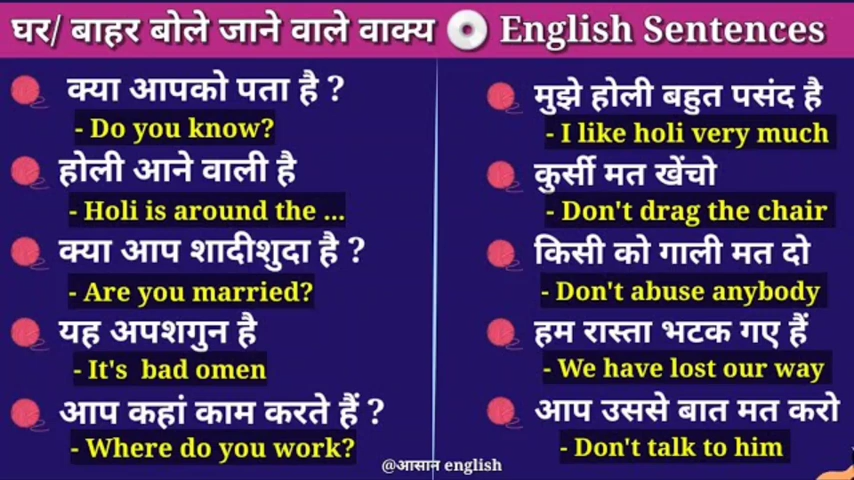 घर/ बाहर बोले जाने वाले वाक्य English Sentences
क्या आपको पता है ?
- Do you know?
होली आने वाली है
- Holi is around the ...
क्या आप शादीशुदा है ?
- Are you married?
यह अपशगुन है
- It's bad omen
आप कहां काम करते हैं ?
- Where do you work?
मुझे होली बहुत पसंद है
- I like holi very much
कुर्सी मत खेंचो
- Don't drag the chair
किसी को गाली मत दो
- Don't abuse anybody
हम रास्ता भटक गए हैं
- We have lost our way
आप उससे बात मत करो
- Don't talk to him
@आसान english